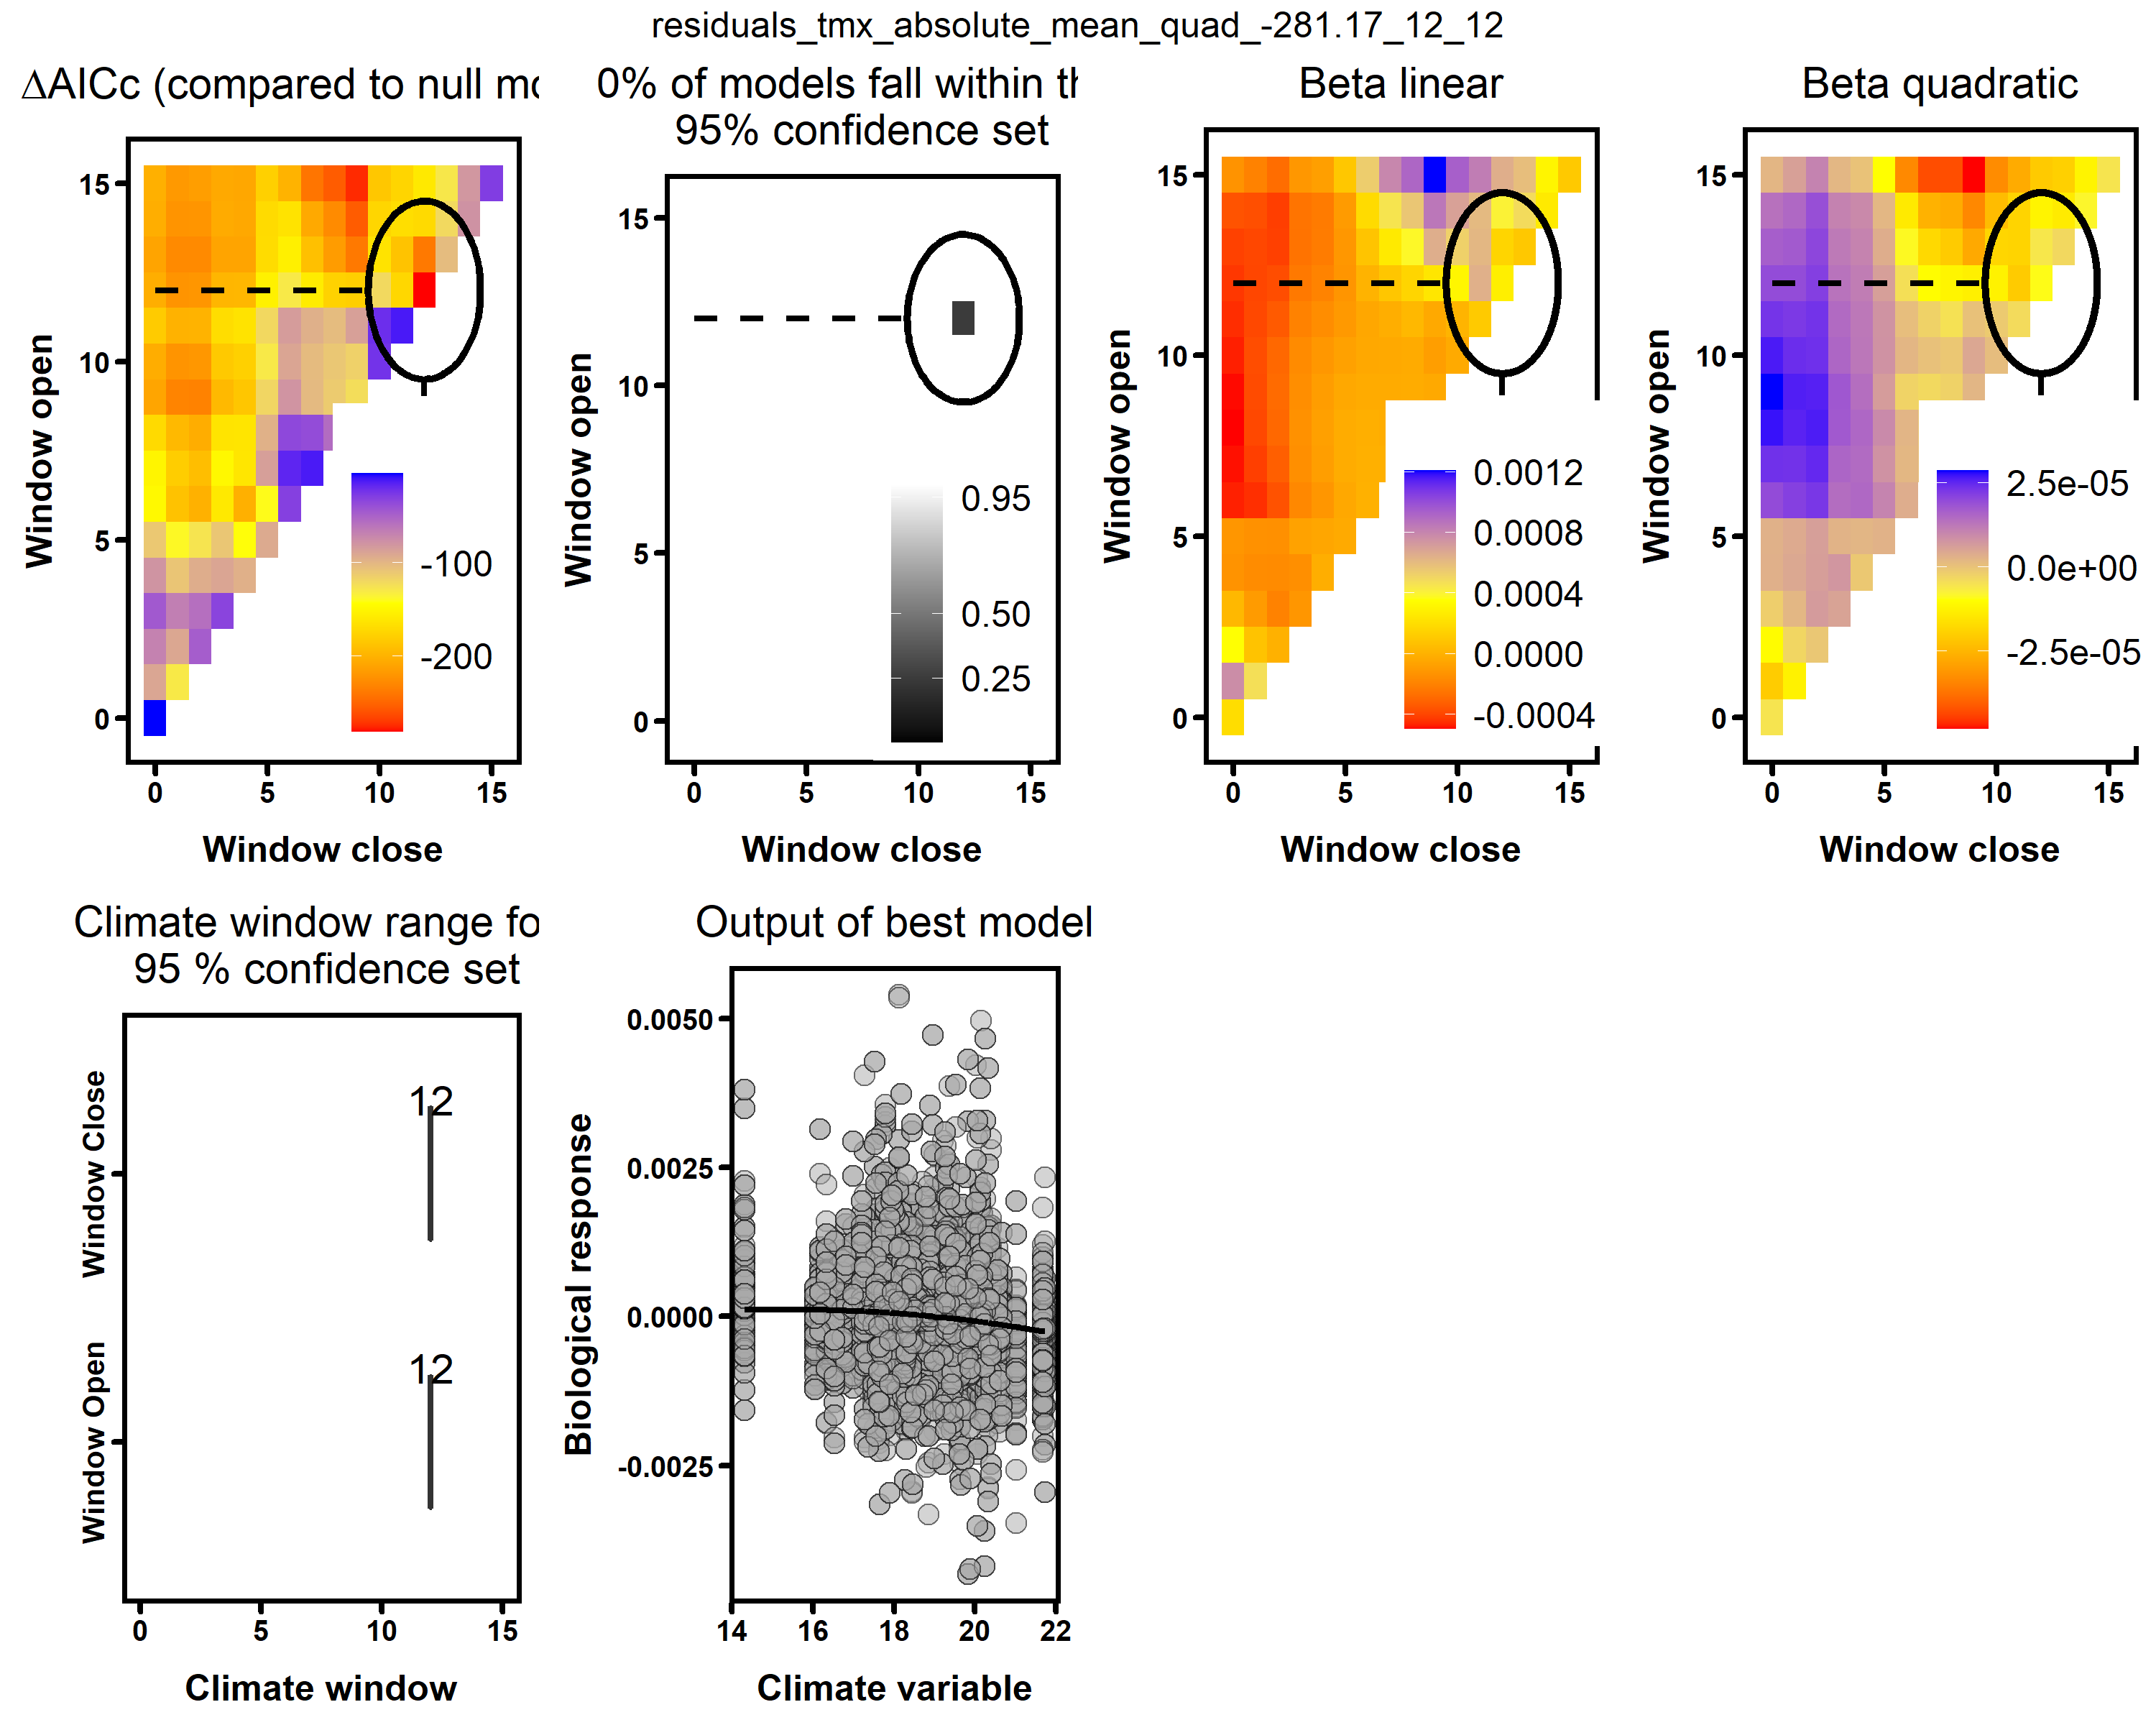 residuals_tmx_absolute_mean_quad_-281.17_12_12
ΔAICc (compared to null mo
15
10
5
0
Window open
-100
-200
0 5 10 15
Window close
0% of models fall within th
95% confidence set
15
10
5
0
Window open
0.95
0.50
0.25
0 5 10 15
Window close
Beta linear
15
10
5
0
Window open
0.0012
0.0008
0.0004
0.0000
-0.0004
0 5 10 15
Window close
Beta quadratic
15
10
5
0
Window open
2.5e-05
0.0e+00
-2.5e-05
0 5 10 15
Window close
Climate window range fo
95 % confidence set
Window Close
12
Window Open
12
0 5 10 15
Climate window
Output of best model
0.0050
0.0025
0.0000
-0.0025
Biological response
14 16 18 20 22
Climate variable